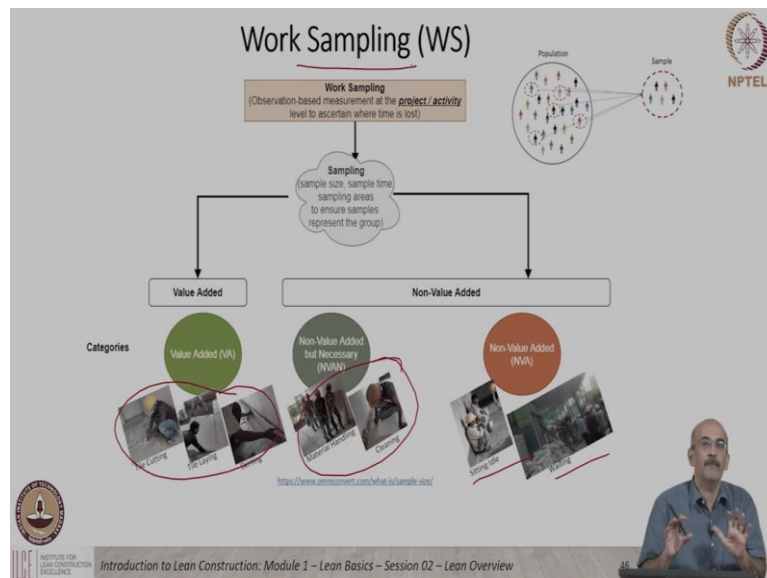 Work Sampling (WS)
NPTEL
Population
Sample
Work Sampling
(Observation-based measurement at the project / activity
level to ascertain where time is lost)
Sampling
(sample size, sample time
sampling areas
to ensure samples
represent the group)
Value Added
Non-Value Added
Categories
Value Added (VA)
Non-Value Added
but Necessary
(NVAN)
Non-Value Added
(NVA)
Tile Cutting
Tile Laying
Material Handling
Cleaning
Sitting Idle
Waiting
https://www.omniconvert.com/what-is/sample-size/
INSTITUTE FOR
LEAN CONSTRUCTION
EXCELLENCE
Introduction to Lean Construction: Module 1 – Lean Basics – Session 02 – Lean Overview
46